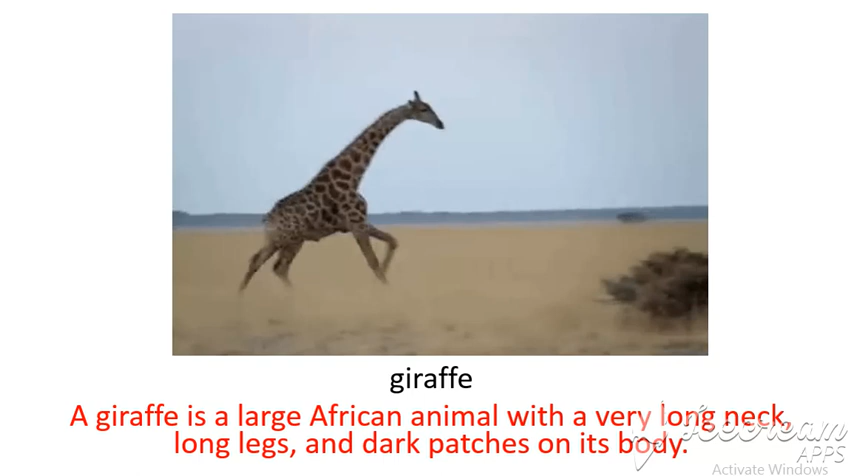 giraffe
A giraffe is a large African animal with a very long neck,
long legs, and dark patches on its body.
Icecream
APPS
Activate Windows